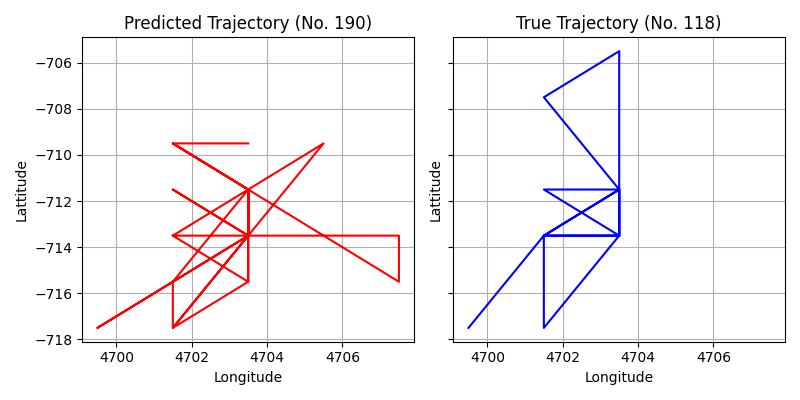 Predicted Trajectory (No. 190)
True Trajectory (No. 118)
−706
−708
−710
−712
−714
−716
−718
Lattitude
Lattitude
4700 4702 4704 4706
4700 4702 4704 4706
Longitude
Longitude